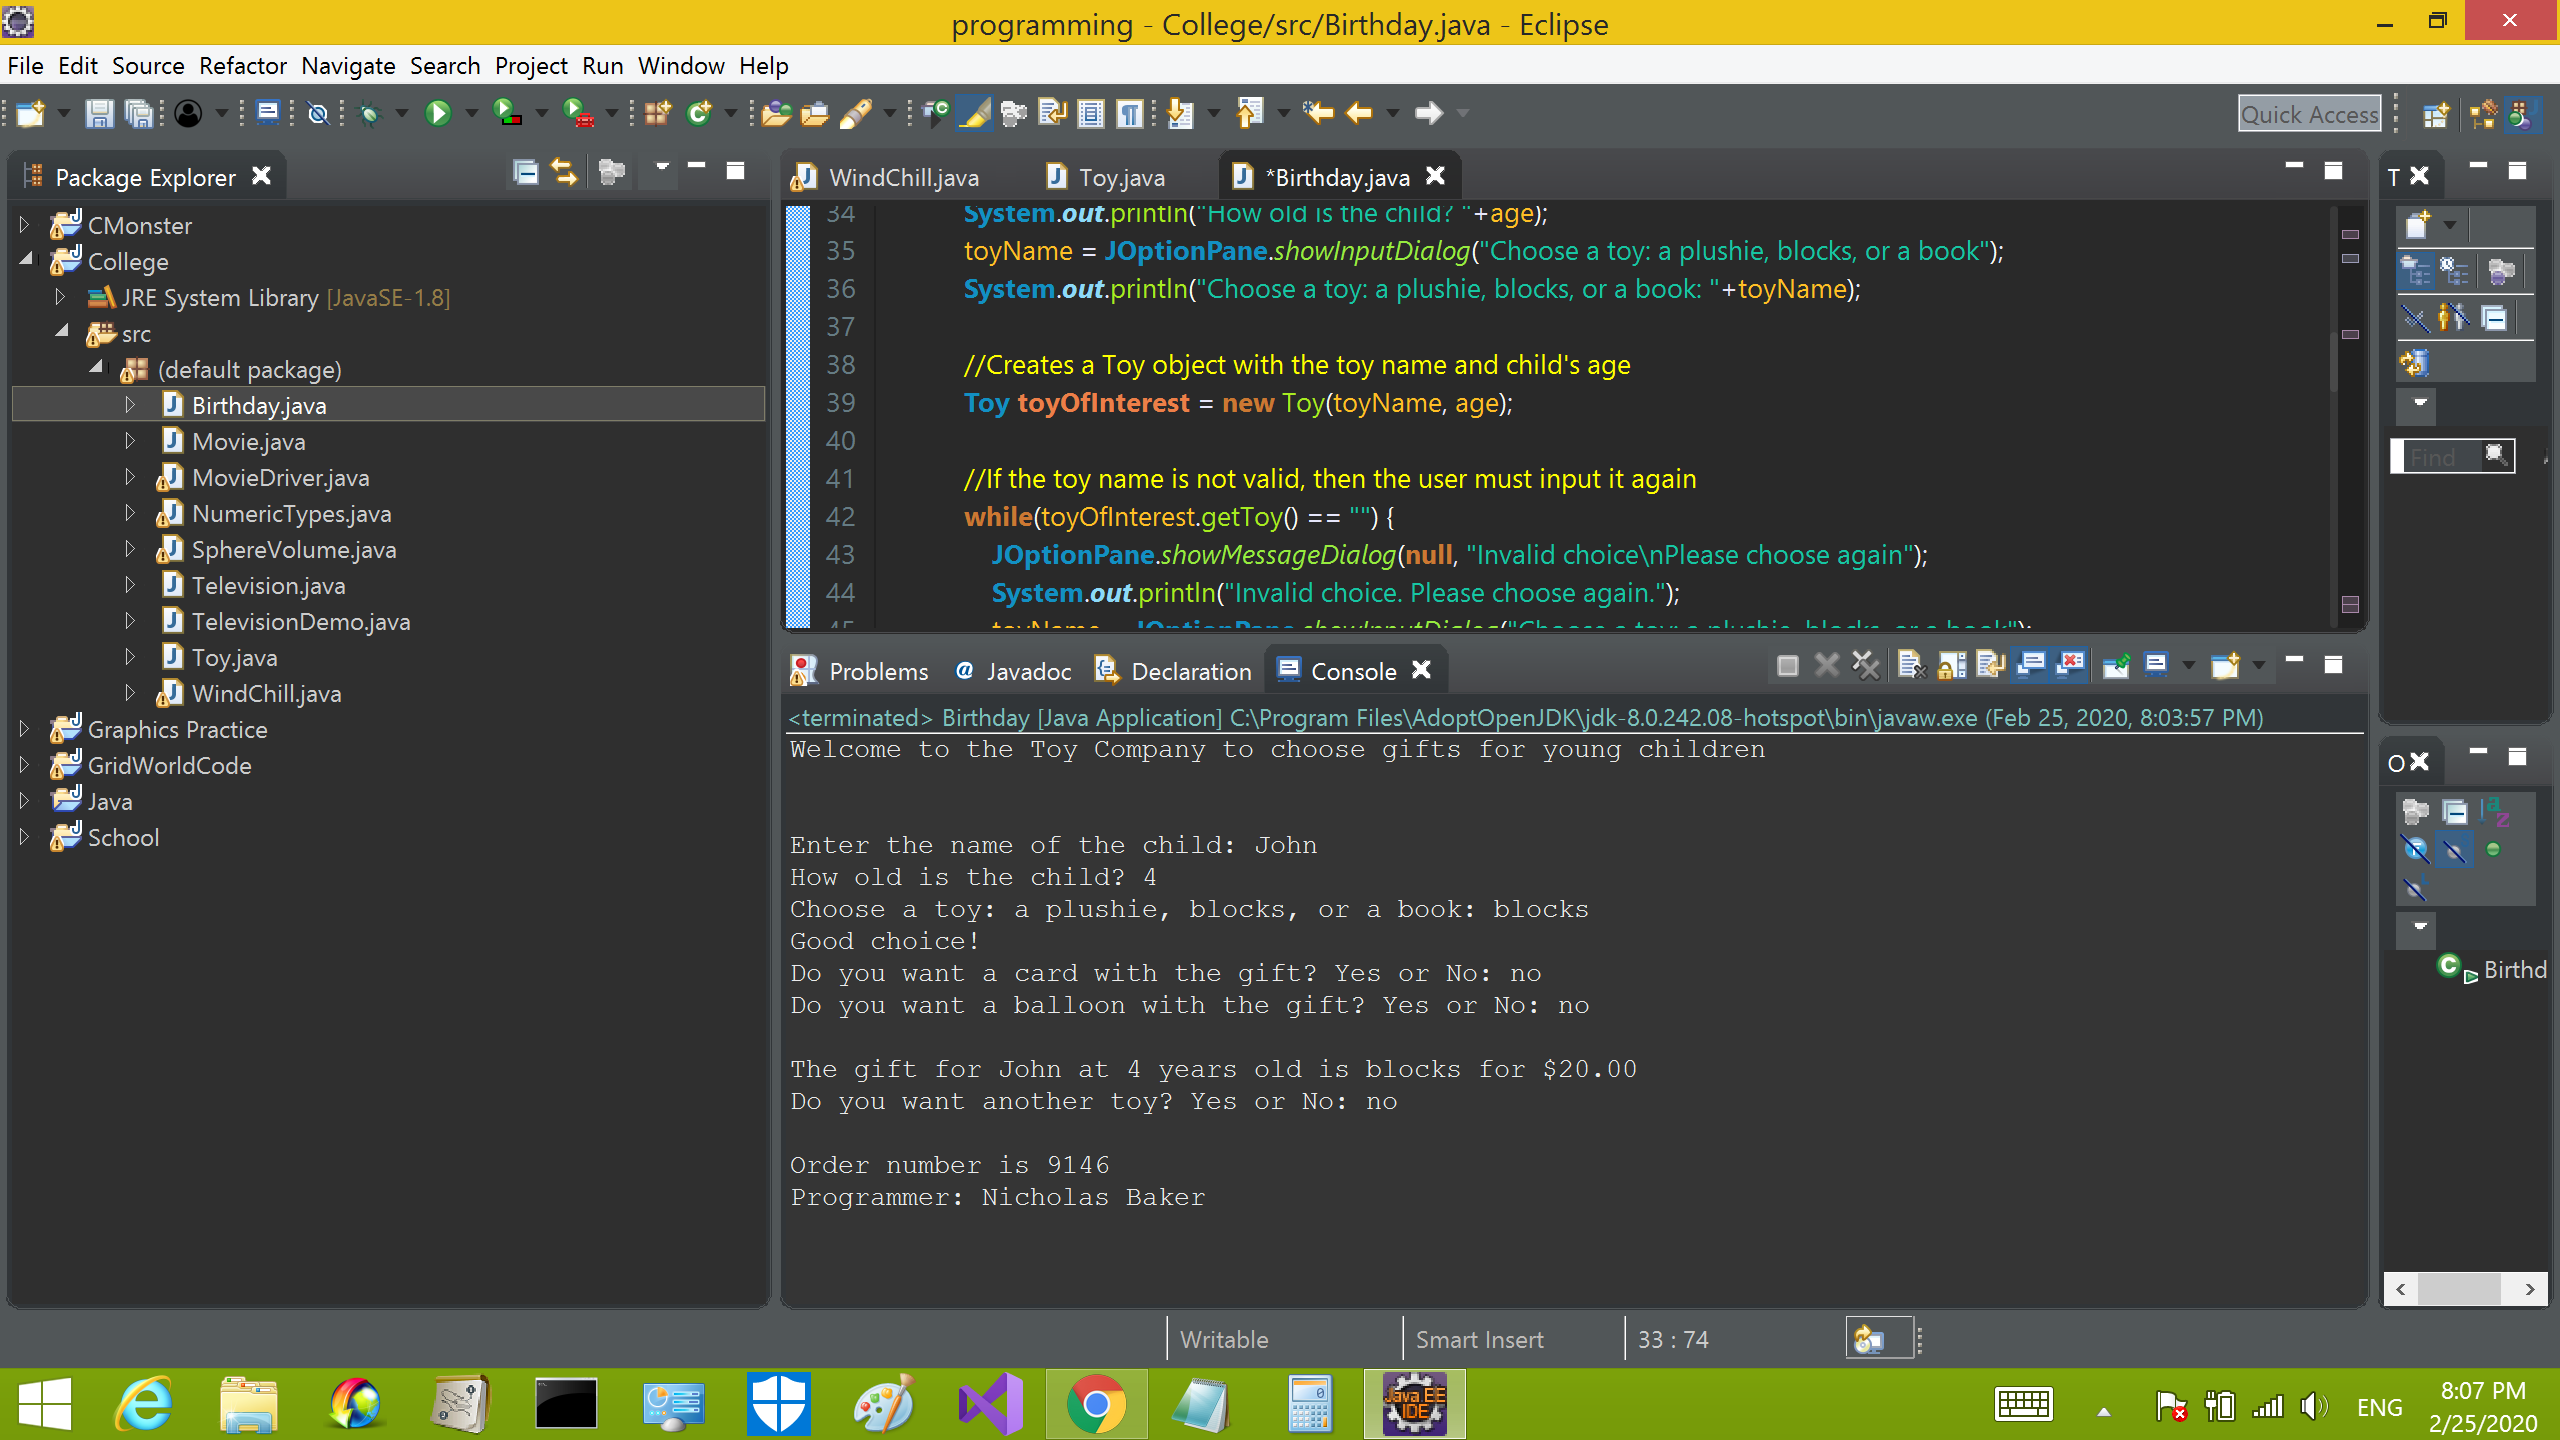 programming - College/src/Birthday.java - Eclipse
File Edit Source Refactor Navigate Search Project Run Window Help
Quick Access
Package Explorer
CMonster
College
JRE System Library [JavaSE-1.8]
src
(default package)
Birthday.java
Movie.java
MovieDriver.java
NumericTypes.java
SphereVolume.java
Television.java
TelevisionDemo.java
Toy.java
WindChill.java
Graphics Practice
GridWorldCode
Java
School
WindChill.java Toy.java *Birthday.java
34 System.out.println("How old is the child? "+age);
35 toyName = JOptionPane.showInputDialog("Choose a toy: a plushie, blocks, or a book");
36 System.out.println("Choose a toy: a plushie, blocks, or a book: "+toyName);
37
38 //Creates a Toy object with the toy name and child's age
39 Toy toyOfInterest = new Toy(toyName, age);
40
41 //If the toy name is not valid, then the user must input it again
42 while(toyOfInterest.getToy() == "") {
43 JOptionPane.showMessageDialog(null, "Invalid choice\nPlease choose again");
44 System.out.println("Invalid choice. Please choose again.");
45 toyName = JOptionPane.showInputDialog("Choose a toy: a plushie, blocks, or a book");
Problems @ Javadoc Declaration Console
<terminated> Birthday [Java Application] C:\Program Files\AdoptOpenJDK\jdk-8.0.242.08-hotspot\bin\javaw.exe (Feb 25, 2020, 8:03:57 PM)
Welcome to the Toy Company to choose gifts for young children
Enter the name of the child: John
How old is the child? 4
Choose a toy: a plushie, blocks, or a book: blocks
Good choice!
Do you want a card with the gift? Yes or No: no
Do you want a balloon with the gift? Yes or No: no
The gift for John at 4 years old is blocks for $20.00
Do you want another toy? Yes or No: no
Order number is 9146
Programmer: Nicholas Baker
T
Find
O
Birthd
Writable Smart Insert 33 : 74
Java EE
IDE
ENG
8:07 PM
2/25/2020